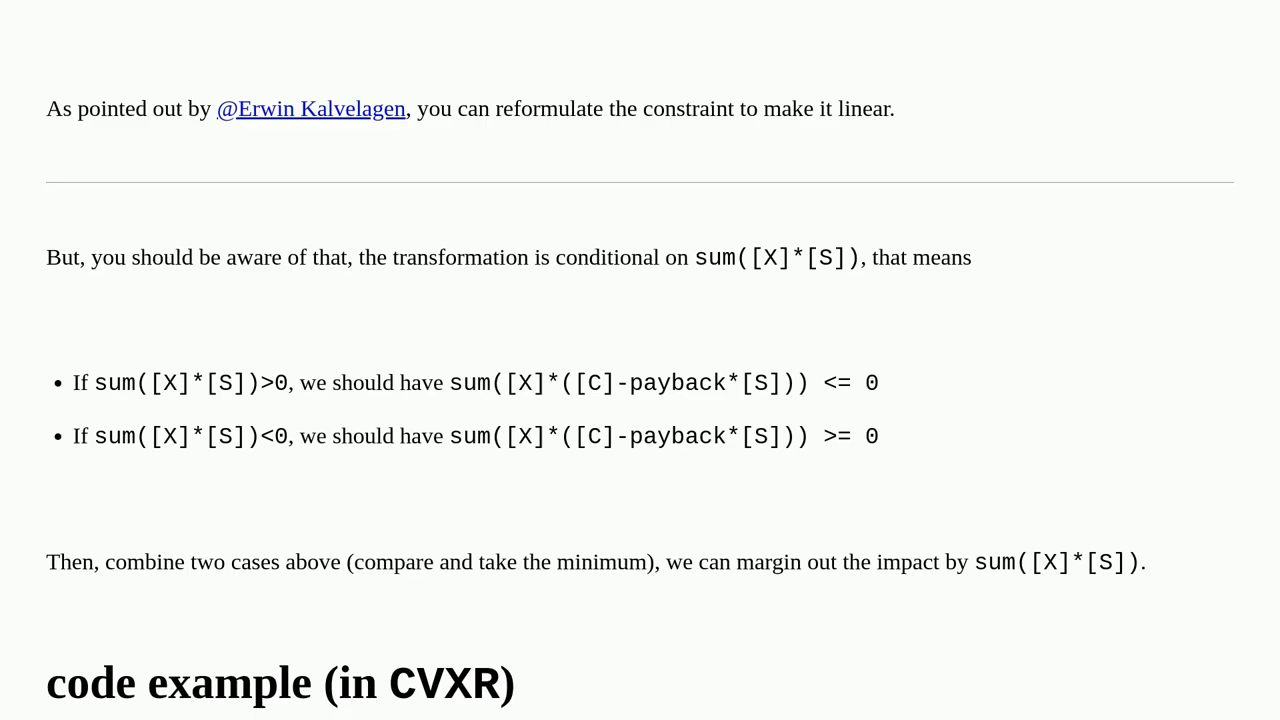 As pointed out by @Erwin Kalvelagen, you can reformulate the constraint to make it linear.
But, you should be aware of that, the transformation is conditional on sum([X]*[S]), that means
• If sum([X]*[S])>0, we should have sum([X]*([C]-payback*[S])) <= 0
• If sum([X]*[S])<0, we should have sum([X]*([C]-payback*[S])) >= 0
Then, combine two cases above (compare and take the minimum), we can margin out the impact by sum([X]*[S]).
code example (in CVXR)